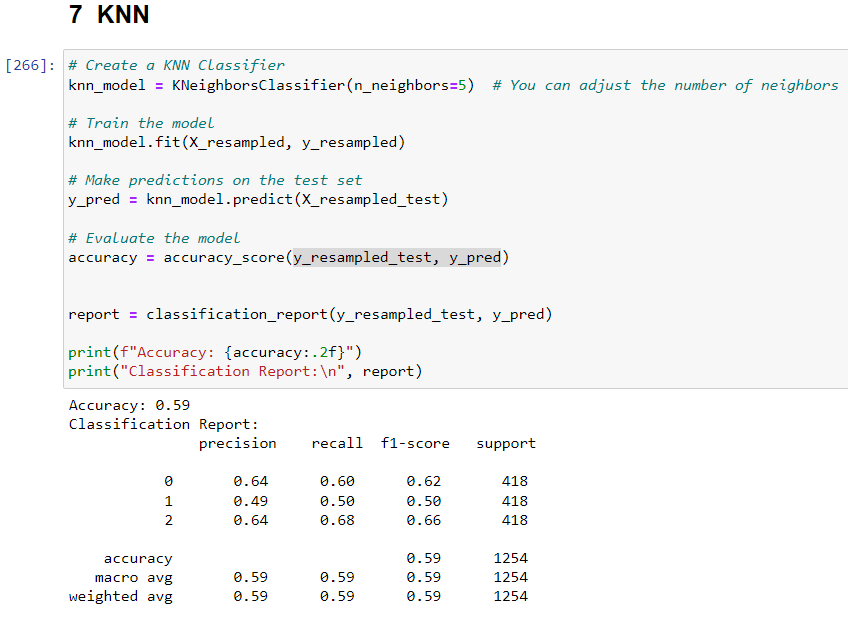 7 KNN
[266]: # Create a KNN Classifier
knn_model = KNeighborsClassifier(n_neighbors=5)  # You can adjust the number of neighbors
# Train the model
knn_model.fit(X_resampled, y_resampled)
# Make predictions on the test set
y_pred = knn_model.predict(X_resampled_test)
# Evaluate the model
accuracy = accuracy_score(y_resampled_test, y_pred)
report = classification_report(y_resampled_test, y_pred)
print(f"Accuracy: {accuracy:.2f}")
print("Classification Report:\n", report)
Accuracy: 0.59
Classification Report:
precision    recall  f1-score   support
0       0.64      0.60      0.62       418
1       0.49      0.50      0.50       418
2       0.64      0.68      0.66       418
accuracy                           0.59      1254
macro avg       0.59      0.59      0.59      1254
weighted avg       0.59      0.59      0.59      1254